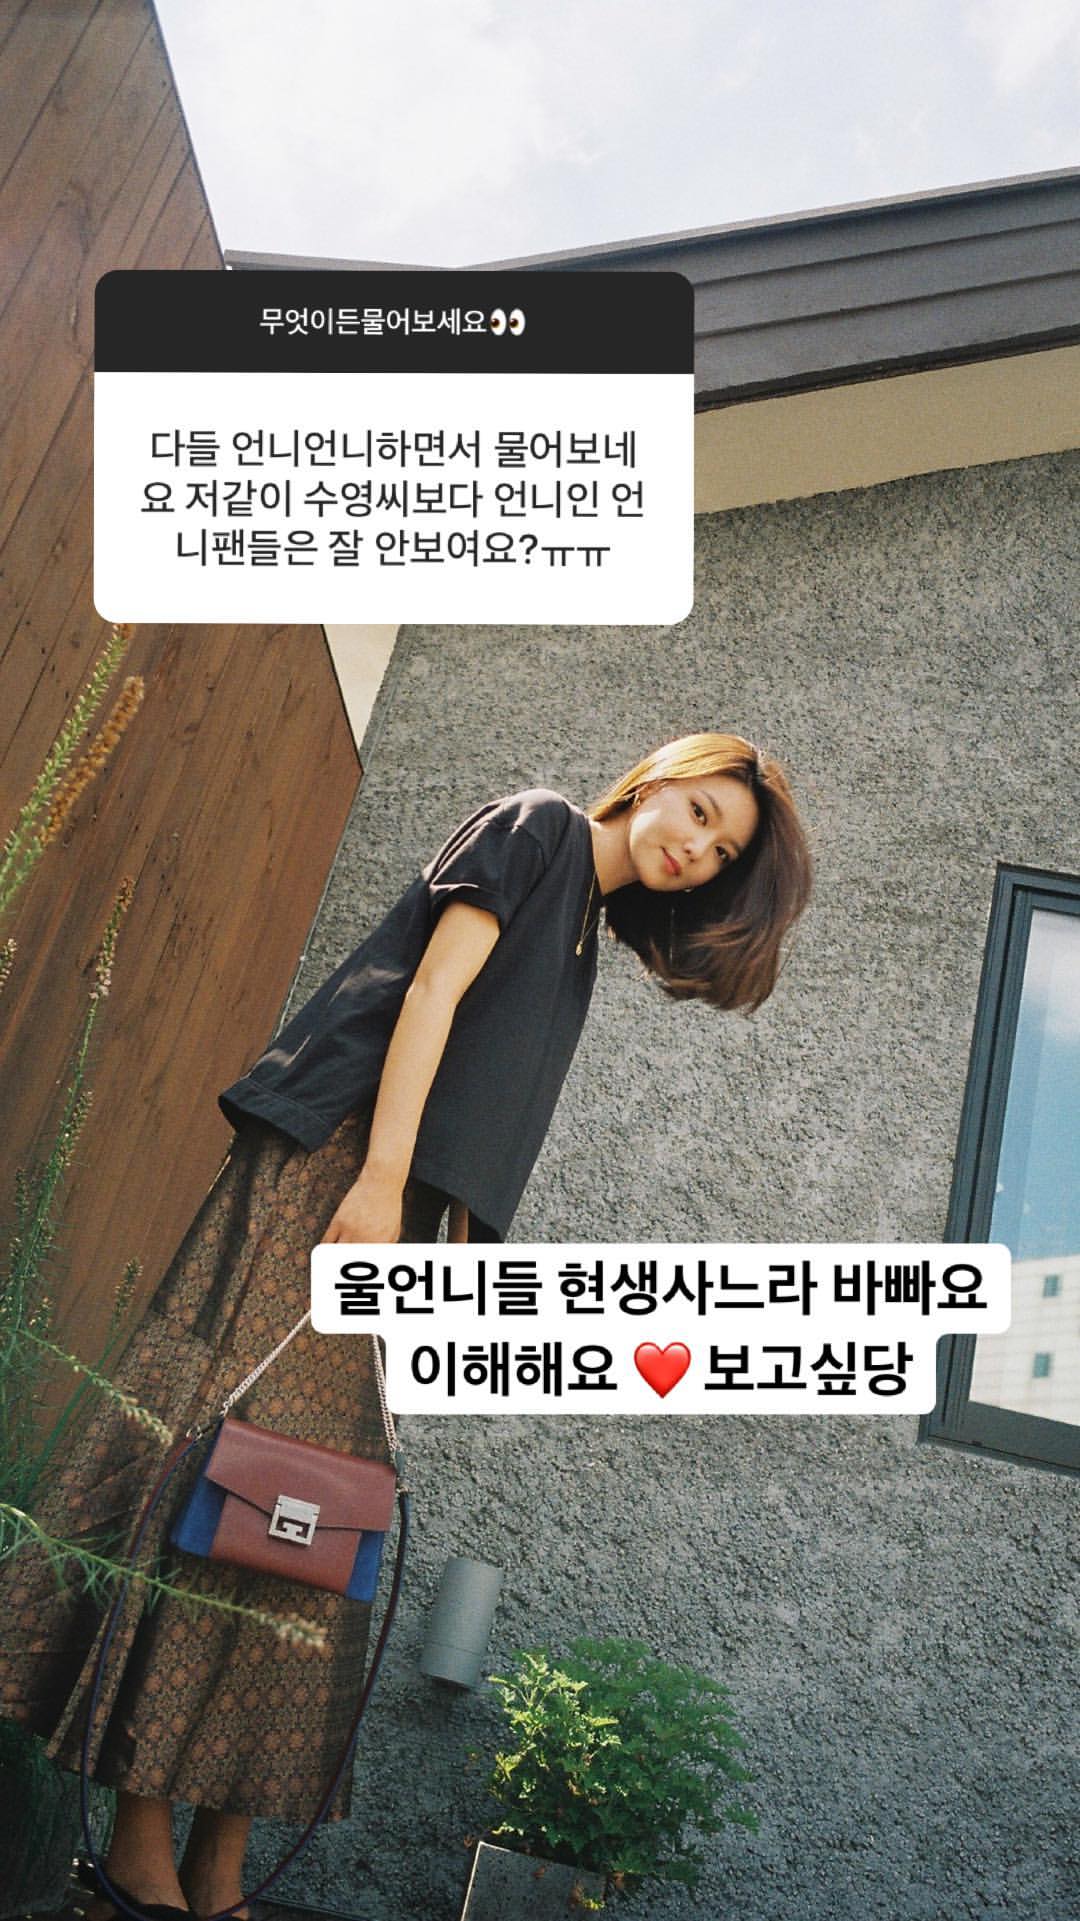 무엇이든물어보세요👀
다들 언니언니하면서 물어보네
요 저같이 수영씨보다 언니인 언
니팬들은 잘 안보여요?ㅠㅠ
울언니들 현생사느라 바빠요
이해해요 ❤️ 보고싶당